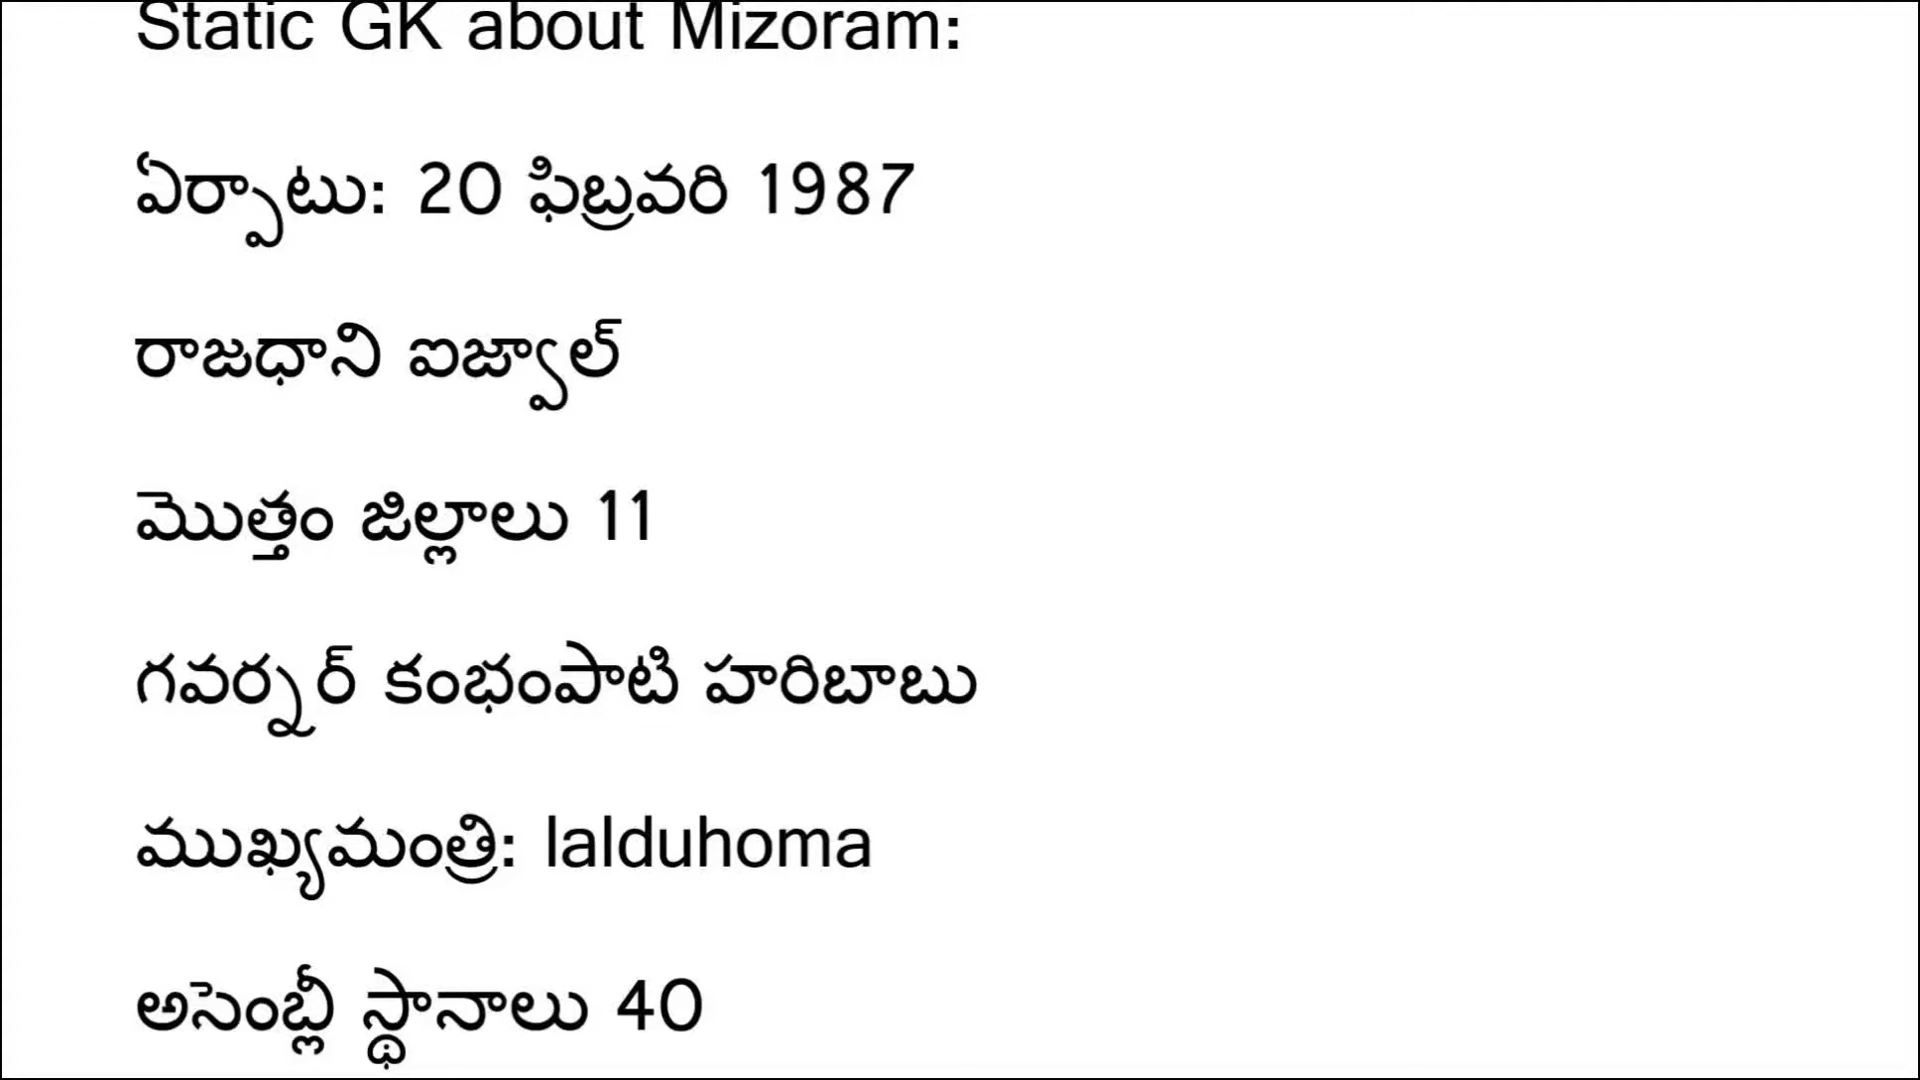 Static GK about Mizoram:
ఏర్పాటు: 20 ఫిబ్రవరి 1987
రాజధాని ఐజ్వాల్
మొత్తం జిల్లాలు 11
గవర్నర్ కంభంపాటి హరిబాబు
ముఖ్యమంత్రి: lalduhoma
అసెంబ్లీ స్థానాలు 40